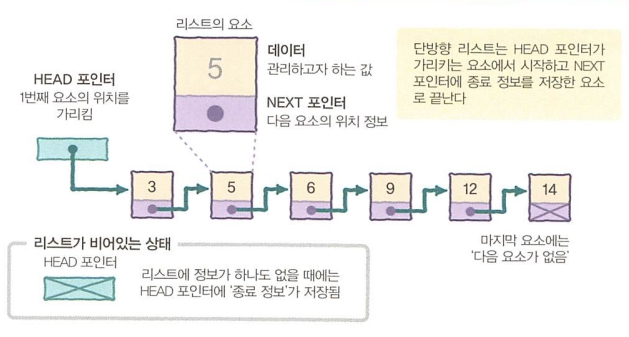 리스트의 요소
5
데이터
관리하고자 하는 값
NEXT 포인터
다음 요소의 위치 정보
단방향 리스트는 HEAD 포인터가
가리키는 요소에서 시작하고 NEXT
포인터에 종료 정보를 저장한 요소
로 끝난다
HEAD 포인터
1번째 요소의 위치를
가리킴
3
5
6
9
12
14
마지막 요소에는
'다음 요소가 없음'
리스트가 비어있는 상태
HEAD 포인터
리스트에 정보가 하나도 없을 때에는
HEAD 포인터에 '종료 정보'가 저장됨